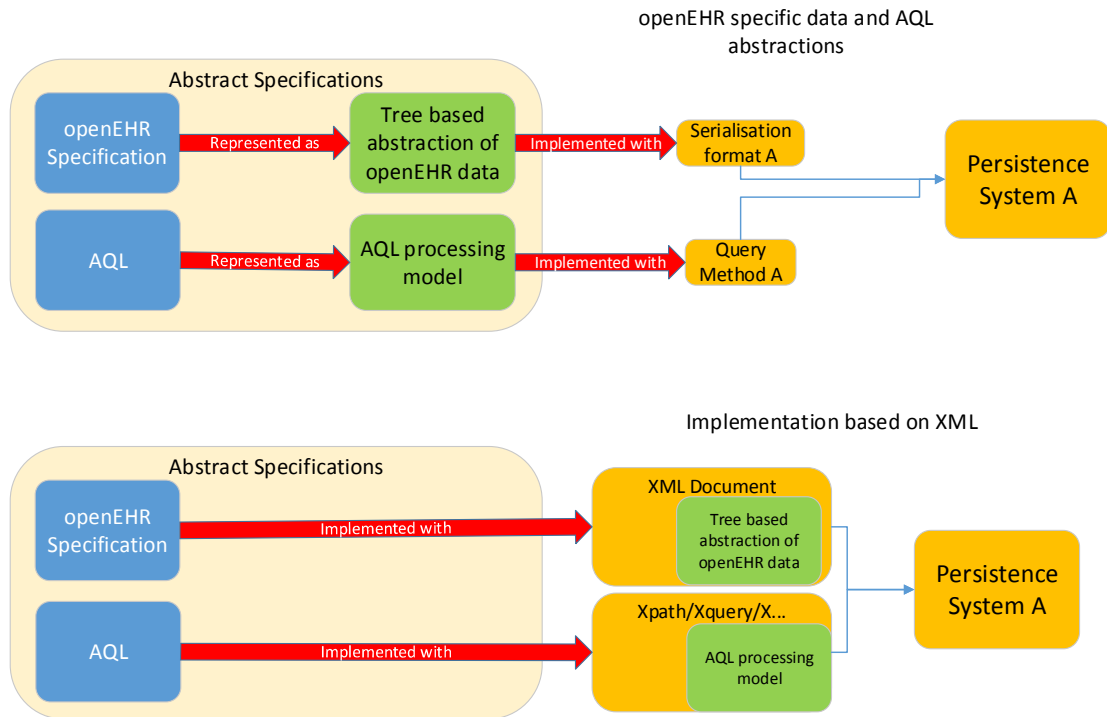 openEHR specific data and AQL
abstractions
Abstract Specifications
openEHR
Specification
Represented as
Tree based
abstraction of
openEHR data
Implemented with
Serialisation
format A
Persistence
System A
AQL
Represented as
AQL processing
model
Implemented with
Query
Method A
Implementation based on XML
Abstract Specifications
openEHR
Specification
Implemented with
XML Document
Tree based
abstraction of
openEHR data
Persistence
System A
AQL
Implemented with
Xpath/Xquery/X...
AQL processing
model